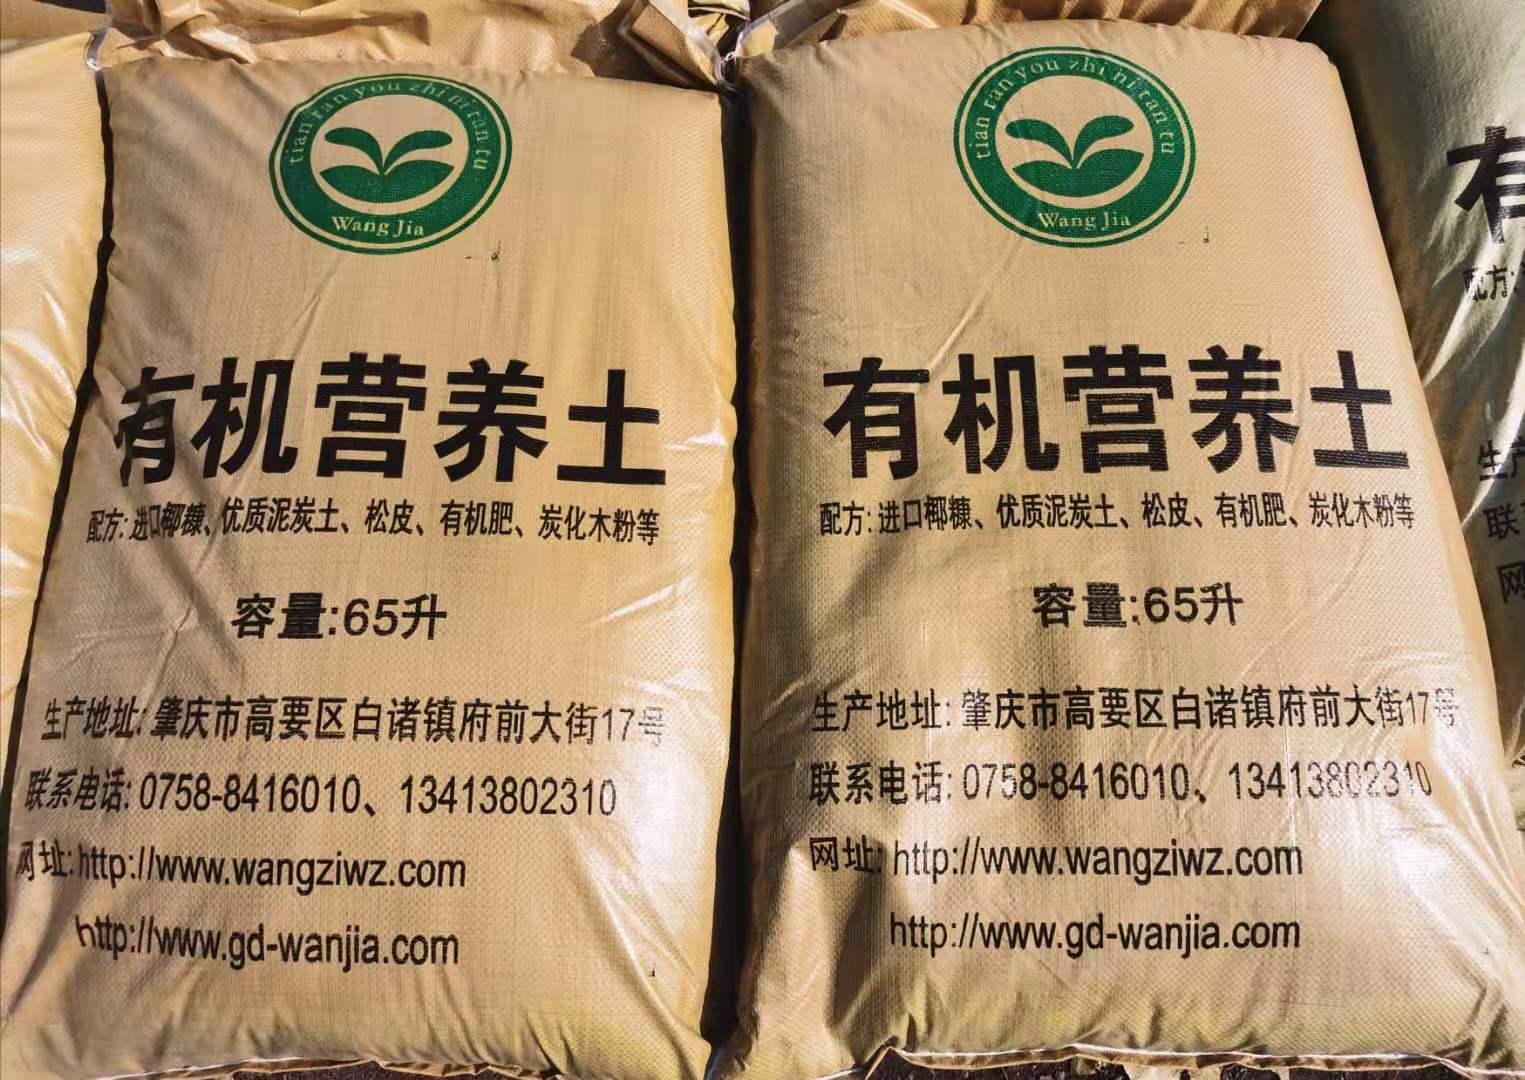 tian ran you zhi ni ran tu
Wang Jia
有机营养土
配方: 进口椰糠、优质泥炭土、松皮、有机肥、炭化木粉等
容量:65升
生产地址: 肇庆市高要区白诸镇府前大街17号
联系电话: 0758-8416010、13413802310
网址: http://www.wangziwz.com
http://www.gd-wanjia.com
tian ran you zhi ni ran tu
Wang Jia
有机营养土
配方: 进口椰糠、优质泥炭土、松皮、有机肥、炭化木粉等
容量:65升
生产地址: 肇庆市高要区白诸镇府前大街17号
联系电话: 0758-8416010、13413802310
网址: http://www.wangziwz.com
http://www.gd-wanjia.com
有
配方:
生产
联
网